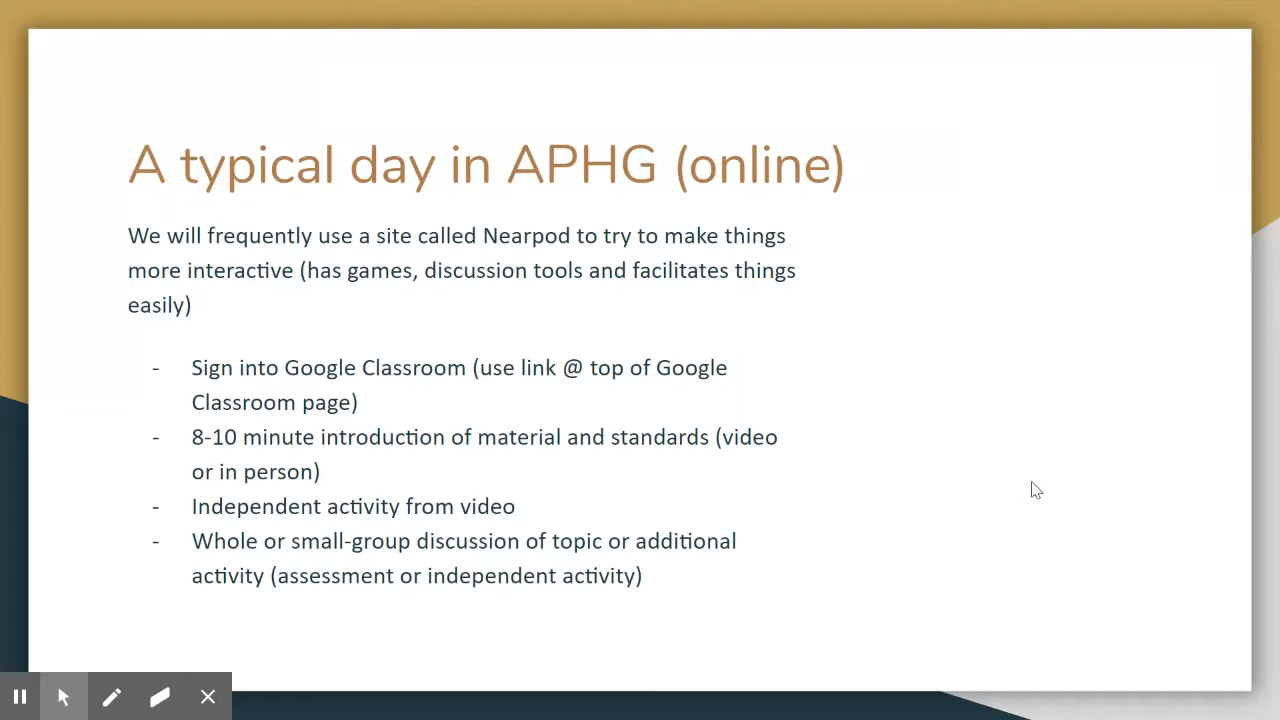 A typical day in APHG (online)
We will frequently use a site called Nearpod to try to make things
more interactive (has games, discussion tools and facilitates things
easily)
- Sign into Google Classroom (use link @ top of Google
Classroom page)
- 8-10 minute introduction of material and standards (video
or in person)
- Independent activity from video
- Whole or small-group discussion of topic or additional
activity (assessment or independent activity)